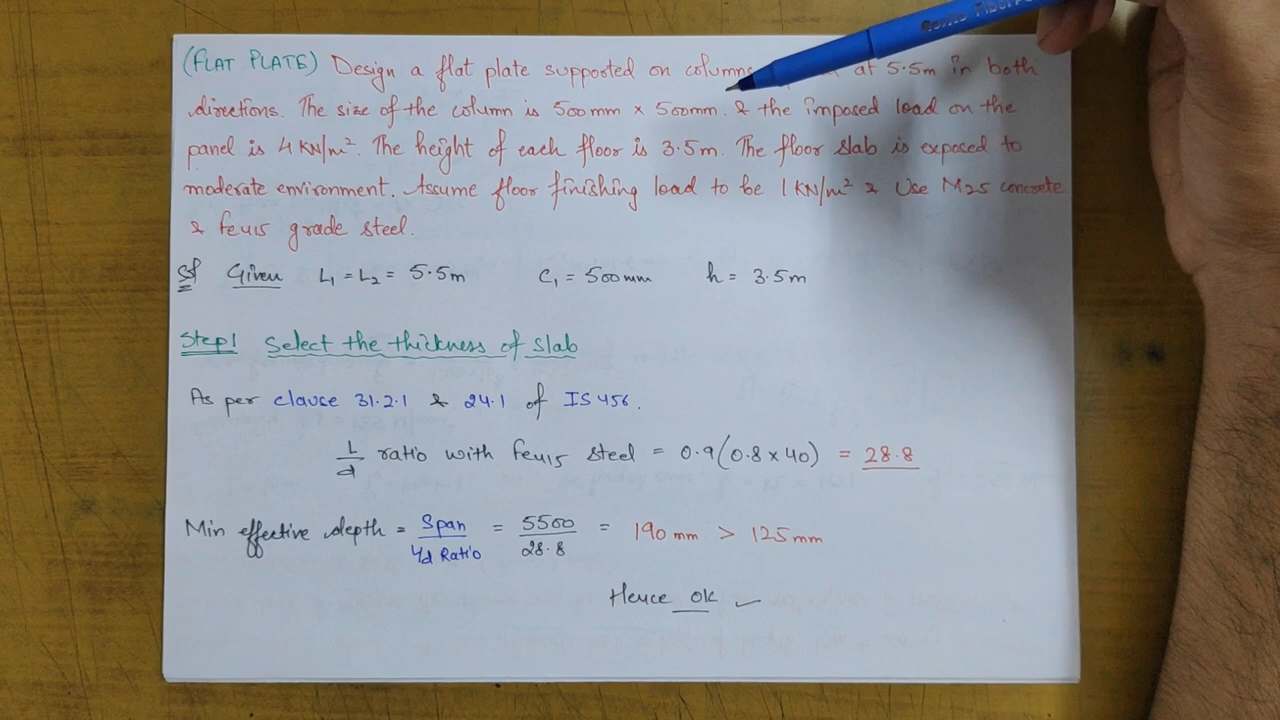 (FLAT PLATE) Design a flat plate supported on columns at 5.5m in both
directions. The size of the column is 500mm × 500mm. & the imposed load on the
panel is 4 KN/m². The height of each floor is 3.5m. The floor slab is exposed to
moderate environment. Assume floor finishing load to be 1 KN/m² & Use M25 concrete
& fe415 grade steel.
Sol Given L₁ = L₂ = 5.5m C₁ = 500mm h = 3.5m
Step1 Select the thickness of slab
As per clause 31.2.1 & 24.1 of IS 456.
L/d ratio with fe415 steel = 0.9(0.8 × 40) = 28.8
Min effective depth = Span / L/d Ratio = 5500 / 28.8 = 190 mm > 125mm
Hence ok ✓